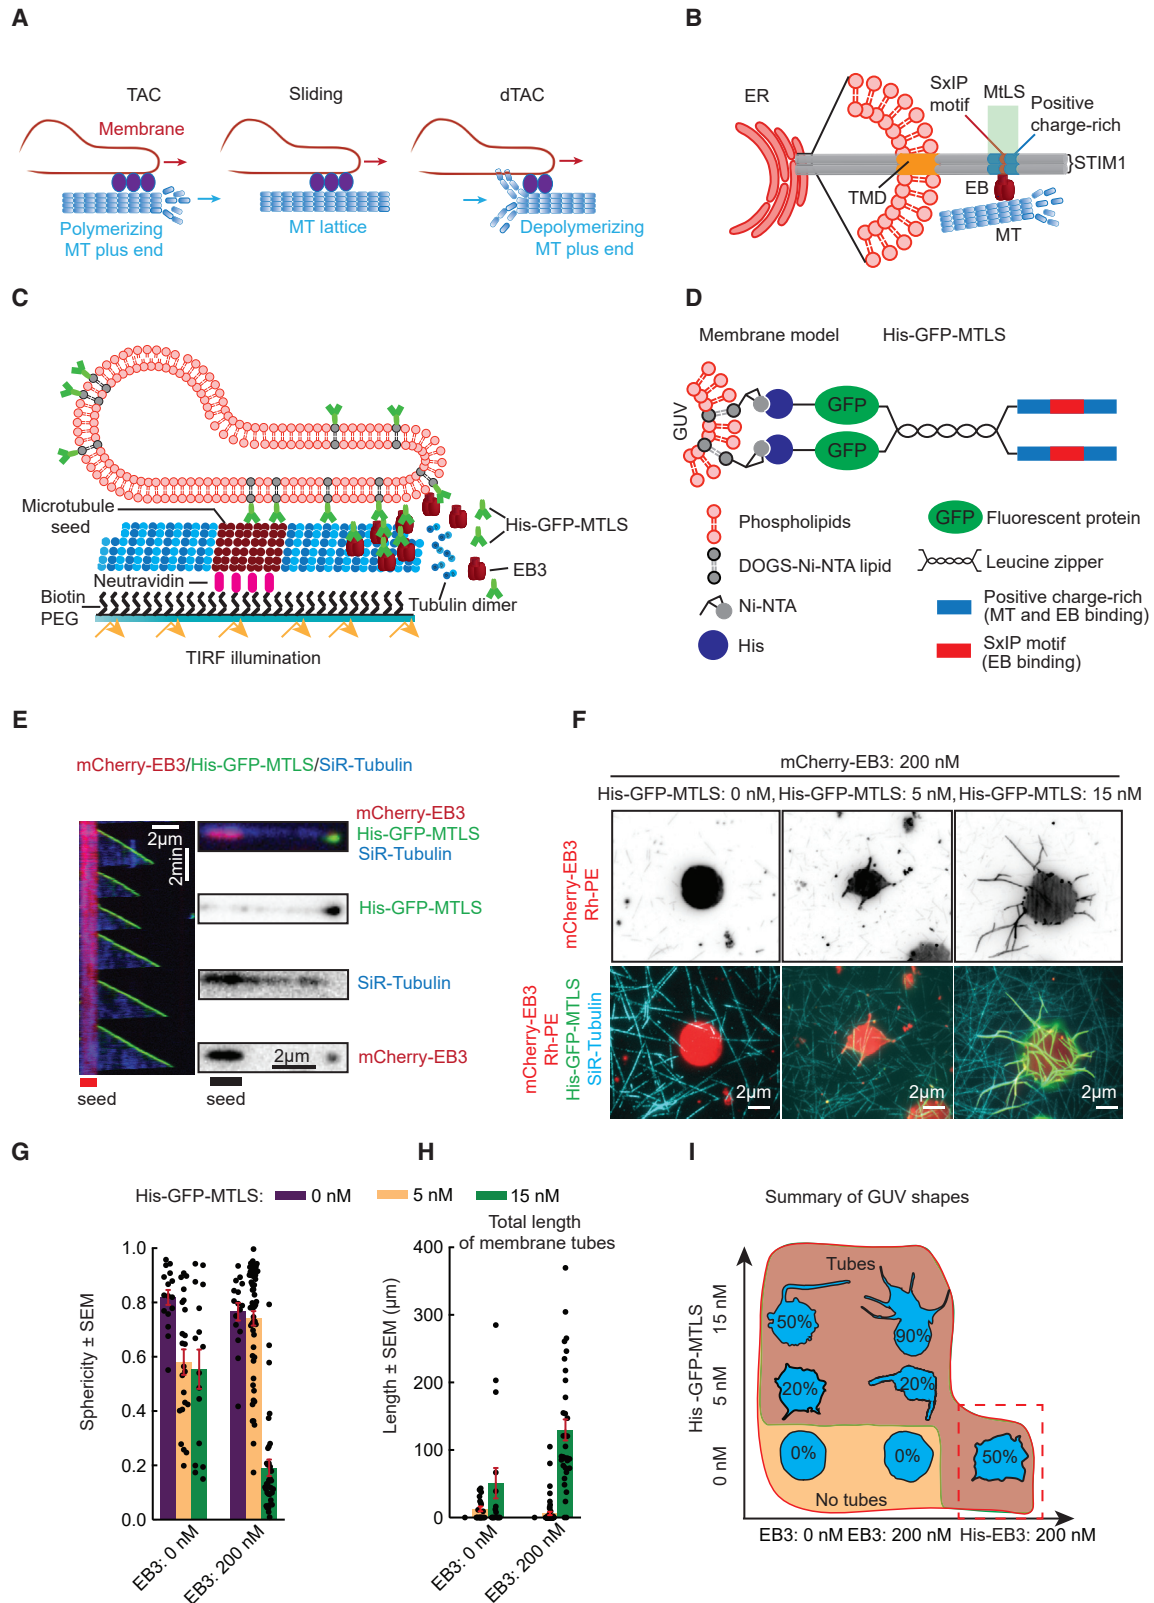 A
TAC
Sliding
dTAC
Membrane
Polymerizing
MT plus end
MT lattice
Depolymerizing
MT plus end
B
ER
SxIP
motif
MtLS
Positive
charge-rich
}STIM1
TMD
EB
MT
C
Microtubule
seed
His-GFP-MTLS
EB3
Neutravidin
Biotin
PEG
Tubulin dimer
TIRF illumination
D
Membrane model
His-GFP-MTLS
GUV
GFP
GFP
Phospholipids
DOGS-Ni-NTA lipid
Ni-NTA
His
GFP
Fluorescent protein
Leucine zipper
Positive charge-rich
(MT and EB binding)
SxIP motif
(EB binding)
E
mCherry-EB3/His-GFP-MTLS/SiR-Tubulin
2µm
2min
mCherry-EB3
His-GFP-MTLS
SiR-Tubulin
His-GFP-MTLS
SiR-Tubulin
mCherry-EB3
2µm
seed
seed
F
mCherry-EB3: 200 nM
His-GFP-MTLS: 0 nM, His-GFP-MTLS: 5 nM, His-GFP-MTLS: 15 nM
mCherry-EB3
Rh-PE
mCherry-EB3
Rh-PE
His-GFP-MTLS
SiR-Tubulin
2µm
2µm
2µm
G
His-GFP-MTLS:
0 nM
5 nM
15 nM
Sphericity ± SEM
1.0
0.8
0.6
0.4
0.2
0.0
EB3: 0 nM
EB3: 200 nM
H
Total length
of membrane tubes
Length ± SEM (µm)
400
300
200
100
0
EB3: 0 nM
EB3: 200 nM
I
Summary of GUV shapes
His -GFP-MTLS
15 nM
5 nM
0 nM
Tubes
50%
90%
20%
20%
0%
0%
50%
No tubes
EB3: 0 nM
EB3: 200 nM
His-EB3: 200 nM